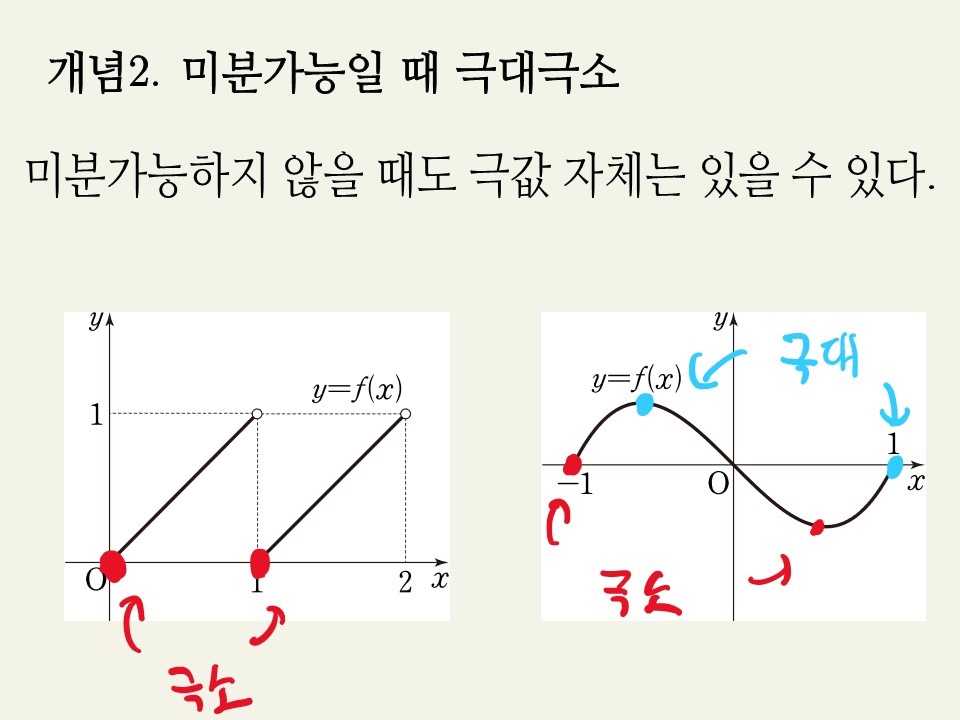 개념2. 미분가능일 때 극대극소
미분가능하지 않을 때도 극값 자체는 있을 수 있다.
y
y=f(x)
1
O
1
2
x
극소
y
극대
y=f(x)
1
−1
O
x
극소